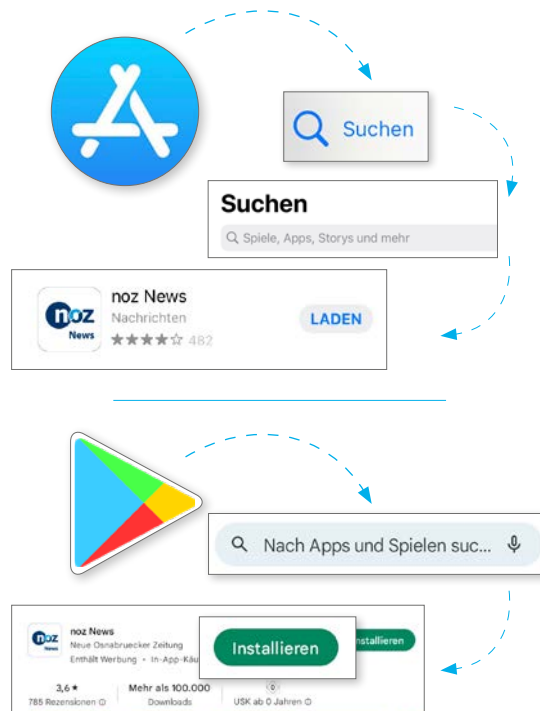 Suchen
Suchen
Spiele, Apps, Storys und mehr
noz News
noz
News
Nachrichten
LADEN
★★★★☆ 482
Nach Apps und Spielen suc...
noz News
noz
News
Neue Osnabruecker Zeitung
Enthält Werbung • In-App-Käu
Installieren
nstallieren
3,6 ★
Mehr als 100.000
0
785 Rezensionen
Downloads
USK ab 0 Jahren